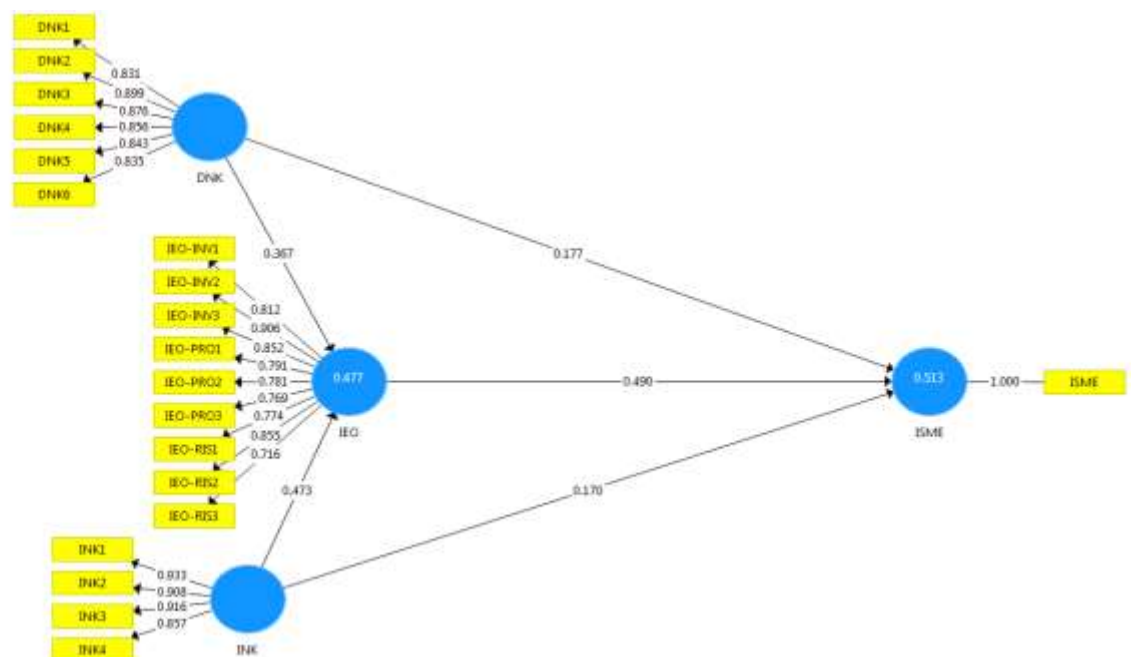 DNK1
DNK2
DNK3
DNK4
DNK5
DNK6
0.831
0.899
0.876
0.856
0.843
0.835
DNK
0.367
0.177
IEO-INV1
IEO-INV2
IEO-INV3
IEO-PRO1
IEO-PRO2
IEO-PRO3
IEO-RIS1
IEO-RIS2
IEO-RIS3
0.812
0.906
0.852
0.791
0.781
0.769
0.774
0.855
0.716
0.477
IEO
0.490
0.513
ISME
1.000
ISME
0.473
0.170
INK1
INK2
INK3
INK4
0.933
0.908
0.916
0.857
INK